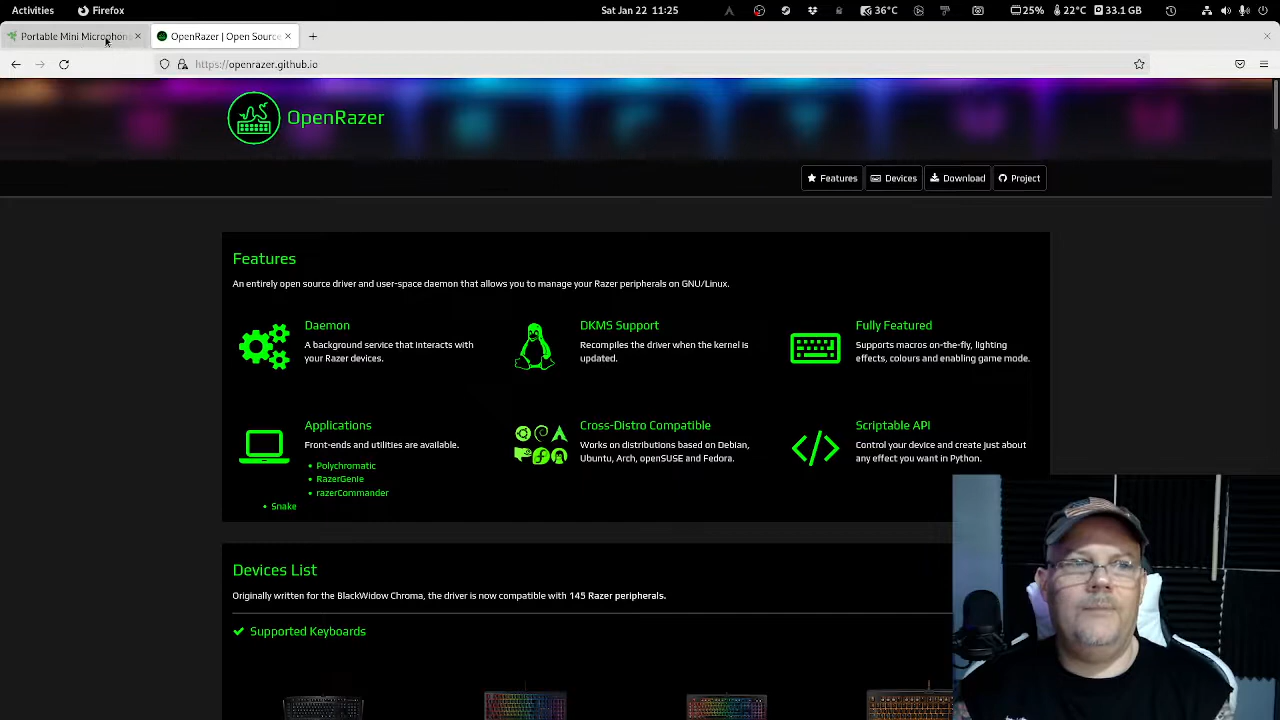 Activities Firefox Sat Jan 22 11:25 36°C 25% 22°C 33.1 GB
Portable Mini Microphon OpenRazer | Open Source
https://openrazer.github.io
OpenRazer
Features Devices Download Project
Features
An entirely open source driver and user-space daemon that allows you to manage your Razer peripherals on GNU/Linux.
Daemon
A background service that interacts with
your Razer devices.
DKMS Support
Recompiles the driver when the kernel is
updated.
Fully Featured
Supports macros on-the-fly, lighting
effects, colours and enabling game mode.
Applications
Front-ends and utilities are available.
• Polychromatic
• RazerGenie
• razerCommander
• Snake
Cross-Distro Compatible
Works on distributions based on Debian,
Ubuntu, Arch, openSUSE and Fedora.
Scriptable API
Control your device and create just about
any effect you want in Python.
Devices List
Originally written for the BlackWidow Chroma, the driver is now compatible with 145 Razer peripherals.
Supported Keyboards